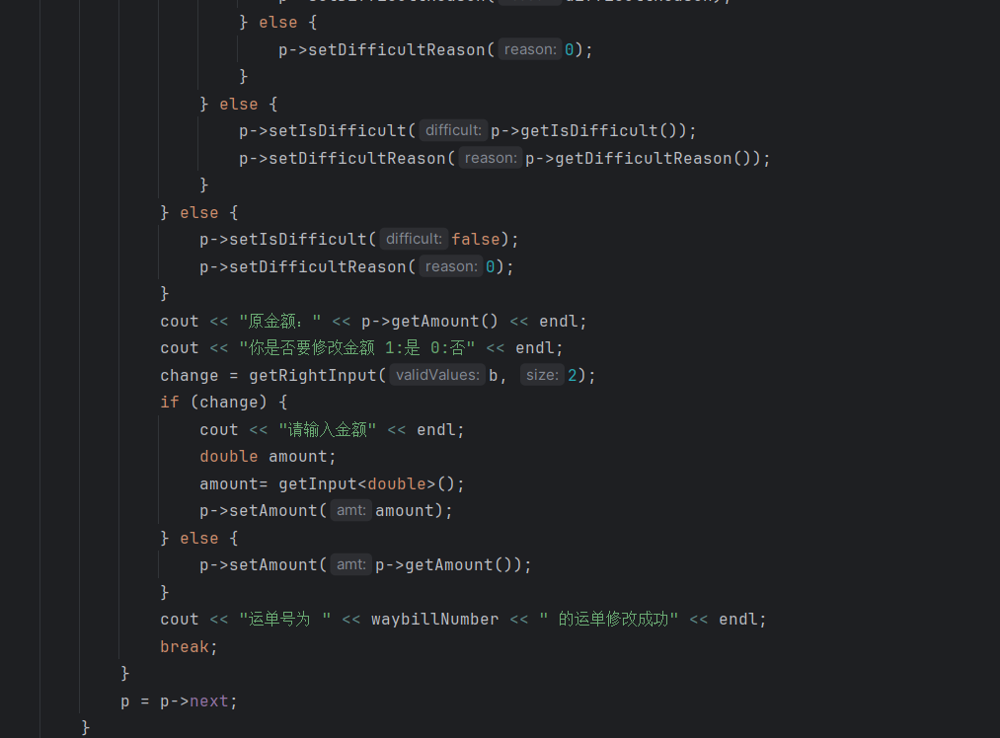 } else {
p->setDifficultReason( reason: 0);
}
} else {
p->setIsDifficult( difficult: p->getIsDifficult());
p->setDifficultReason( reason: p->getDifficultReason());
}
} else {
p->setIsDifficult( difficult: false);
p->setDifficultReason( reason: 0);
}
cout << "原金额：" << p->getAmount() << endl;
cout << "你是否要修改金额 1:是 0:否" << endl;
change = getRightInput( validValues: b, size: 2);
if (change) {
cout << "请输入金额" << endl;
double amount;
amount= getInput<double>();
p->setAmount( amt: amount);
} else {
p->setAmount( amt: p->getAmount());
}
cout << "运单号为 " << waybillNumber << " 的运单修改成功" << endl;
break;
}
p = p->next;
}